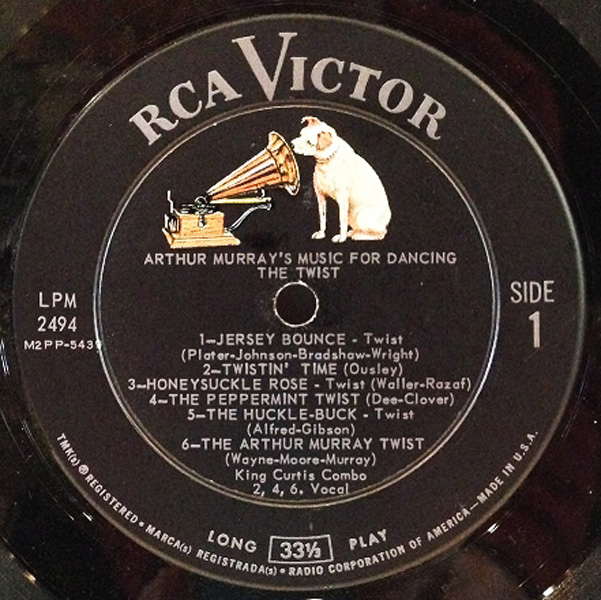 RCA VICTOR
ARTHUR MURRAY'S MUSIC FOR DANCING
THE TWIST
LPM
2494
M2PP-5439
SIDE
1
1—JERSEY BOUNCE - Twist
(Plater-Johnson-Bradshaw-Wright)
2—TWISTIN' TIME (Ousley)
3—HONEYSUCKLE ROSE - Twist (Waller-Razaf)
4—THE PEPPERMINT TWIST (Dee-Clover)
5—THE HUCKLE-BUCK - Twist
(Alfred-Gibson)
6—THE ARTHUR MURRAY TWIST
(Wayne-Moore-Murray)
King Curtis Combo
2, 4, 6. Vocal
LONG 33⅓ PLAY
TMK(s) ® REGISTERED • MARCA(s) REGISTRADA(s) • RADIO CORPORATION OF AMERICA—MADE IN U.S.A.